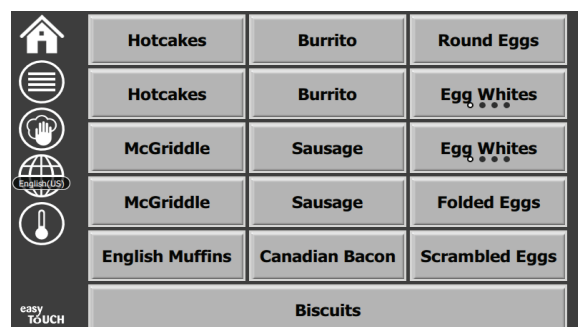 Hotcakes Burrito Round Eggs
Hotcakes Burrito Egg Whites
McGriddle Sausage Egg Whites
English(US)
McGriddle Sausage Folded Eggs
English Muffins Canadian Bacon Scrambled Eggs
Biscuits
easy
TOUCH